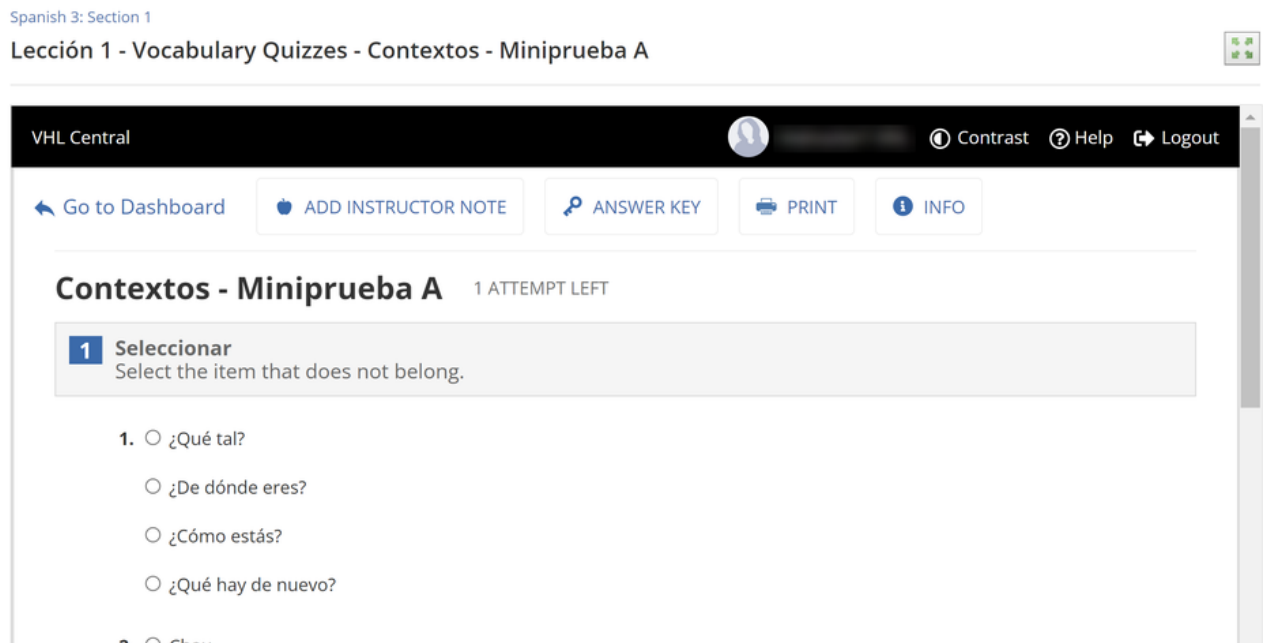 Spanish 3: Section 1
Lección 1 - Vocabulary Quizzes - Contextos - Miniprueba A
VHL Central Contrast Help Logout
Go to Dashboard ADD INSTRUCTOR NOTE ANSWER KEY PRINT INFO
Contextos - Miniprueba A 1 ATTEMPT LEFT
1 Seleccionar
Select the item that does not belong.
1. ¿Qué tal?
¿De dónde eres?
¿Cómo estás?
¿Qué hay de nuevo?